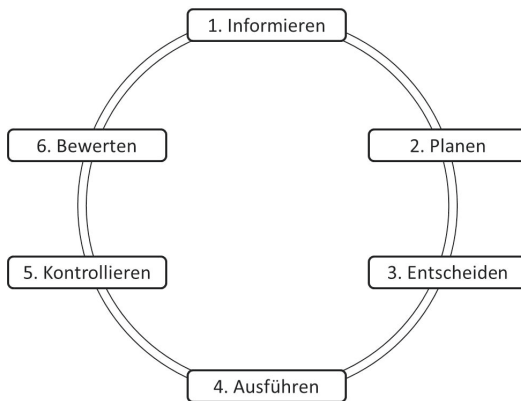 1. Informieren
2. Planen
3. Entscheiden
4. Ausführen
5. Kontrollieren
6. Bewerten